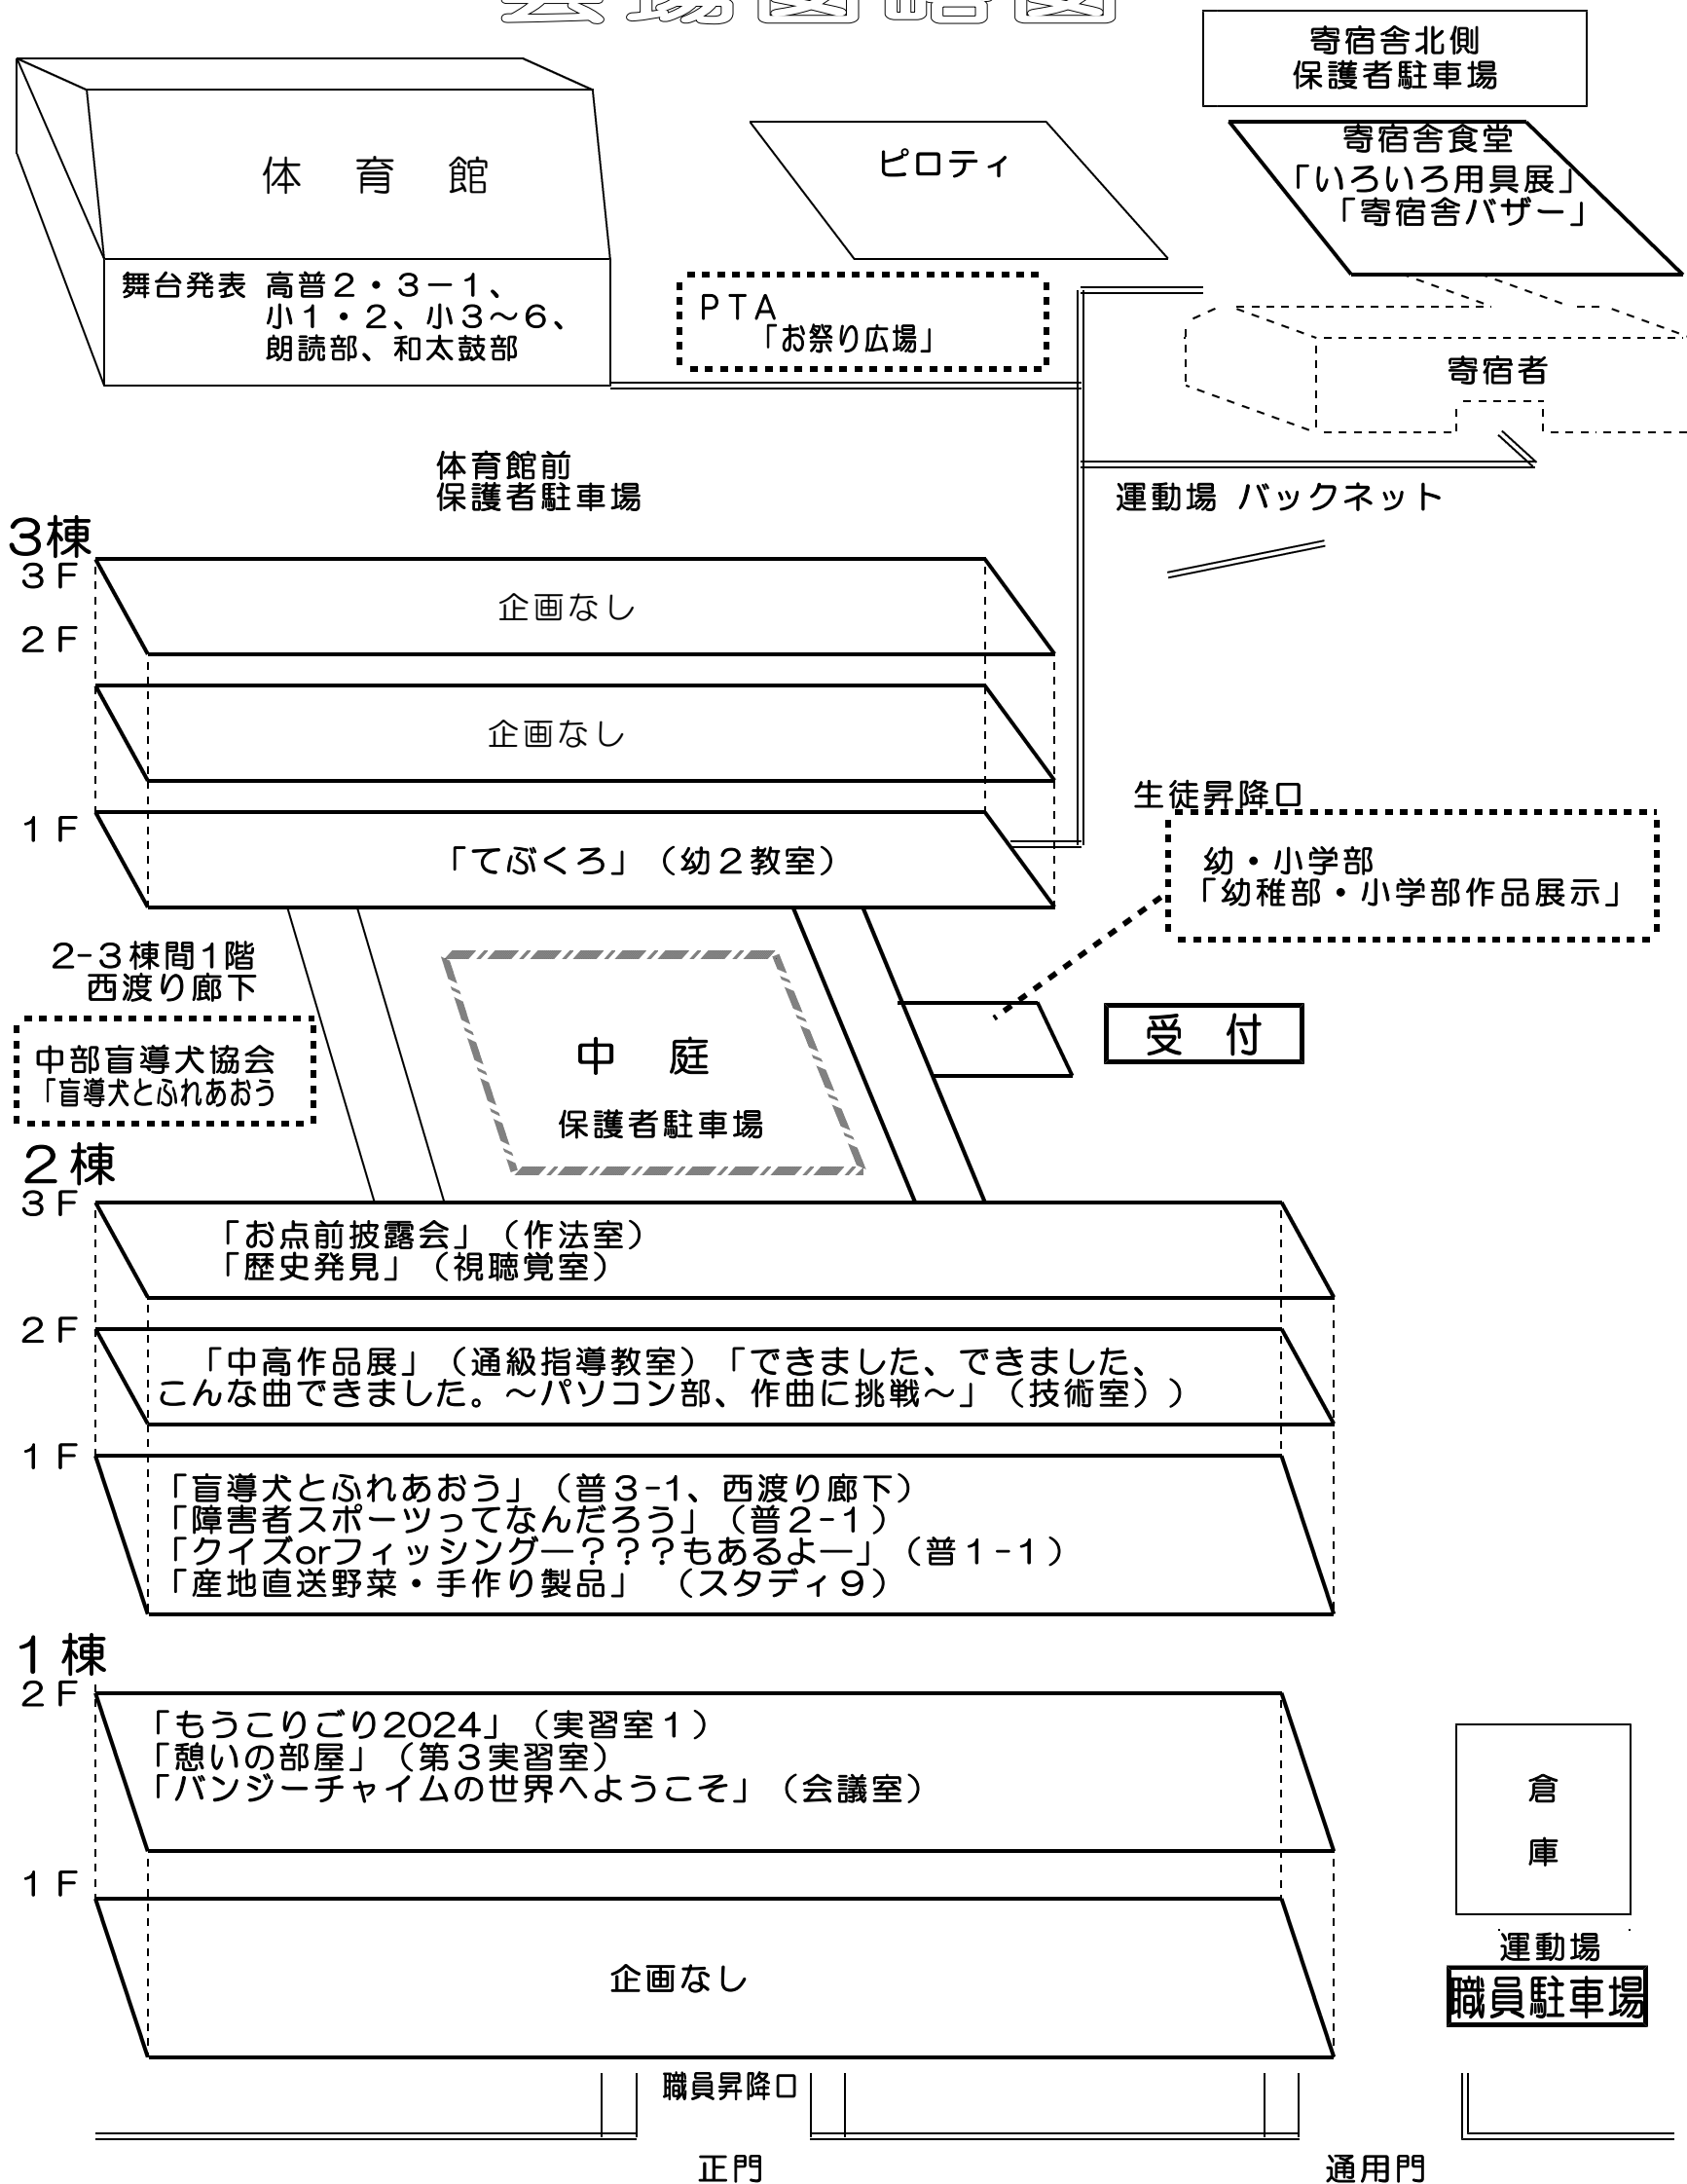 会場図略図
寄宿舎北側
保護者駐車場
体 育 館
ピロティ
寄宿舎食堂
「いろいろ用具展」
「寄宿舎バザー」
舞台発表 高普２・３－１、
小１・２、小３～６、
朗読部、和太鼓部
ＰＴＡ
「お祭り広場」
寄宿者
体育館前
保護者駐車場
運動場 バックネット
3棟
３Ｆ
企画なし
２Ｆ
企画なし
生徒昇降口
１Ｆ
「てぶくろ」（幼２教室）
幼・小学部
「幼稚部・小学部作品展示」
２-３棟間１階
西渡り廊下
中部盲導犬協会
「盲導犬とふれあおう
中 庭
保護者駐車場
受 付
２棟
３Ｆ
「お点前披露会」（作法室）
「歴史発見」（視聴覚室）
２Ｆ
「中高作品展」（通級指導教室）「できました、できました、
こんな曲できました。～パソコン部、作曲に挑戦～」（技術室））
１Ｆ
「盲導犬とふれあおう」（普３-１、西渡り廊下）
「障害者スポーツってなんだろう」（普２-１）
「クイズorフィッシング―？？？もあるよ―」（普１-１）
「産地直送野菜・手作り製品」 （スタディ９）
１棟
２Ｆ
「もうこりごり2024」（実習室１）
「憩いの部屋」（第３実習室）
「バンジーチャイムの世界へようこそ」（会議室）
倉
庫
１Ｆ
企画なし
運動場
職員駐車場
職員昇降口
正門
通用門